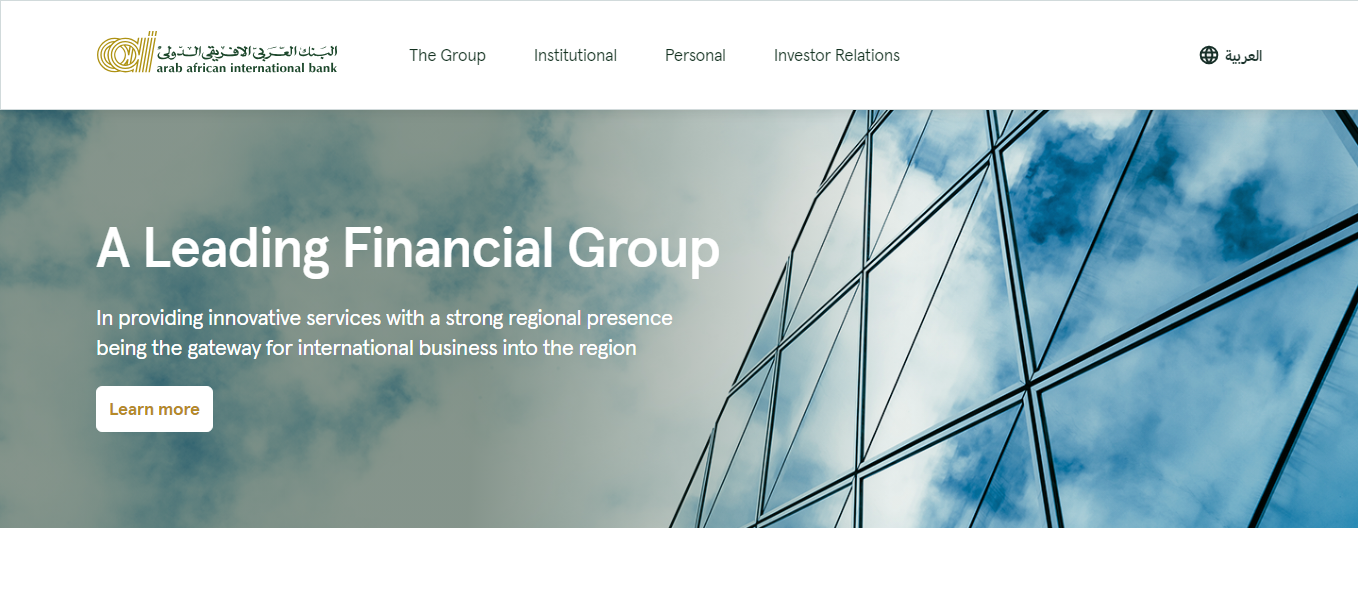 البنك العربي الافريقي الدولي
arab african international bank
The Group
Institutional
Personal
Investor Relations
العربية
A Leading Financial Group
In providing innovative services with a strong regional presence
being the gateway for international business into the region
Learn more